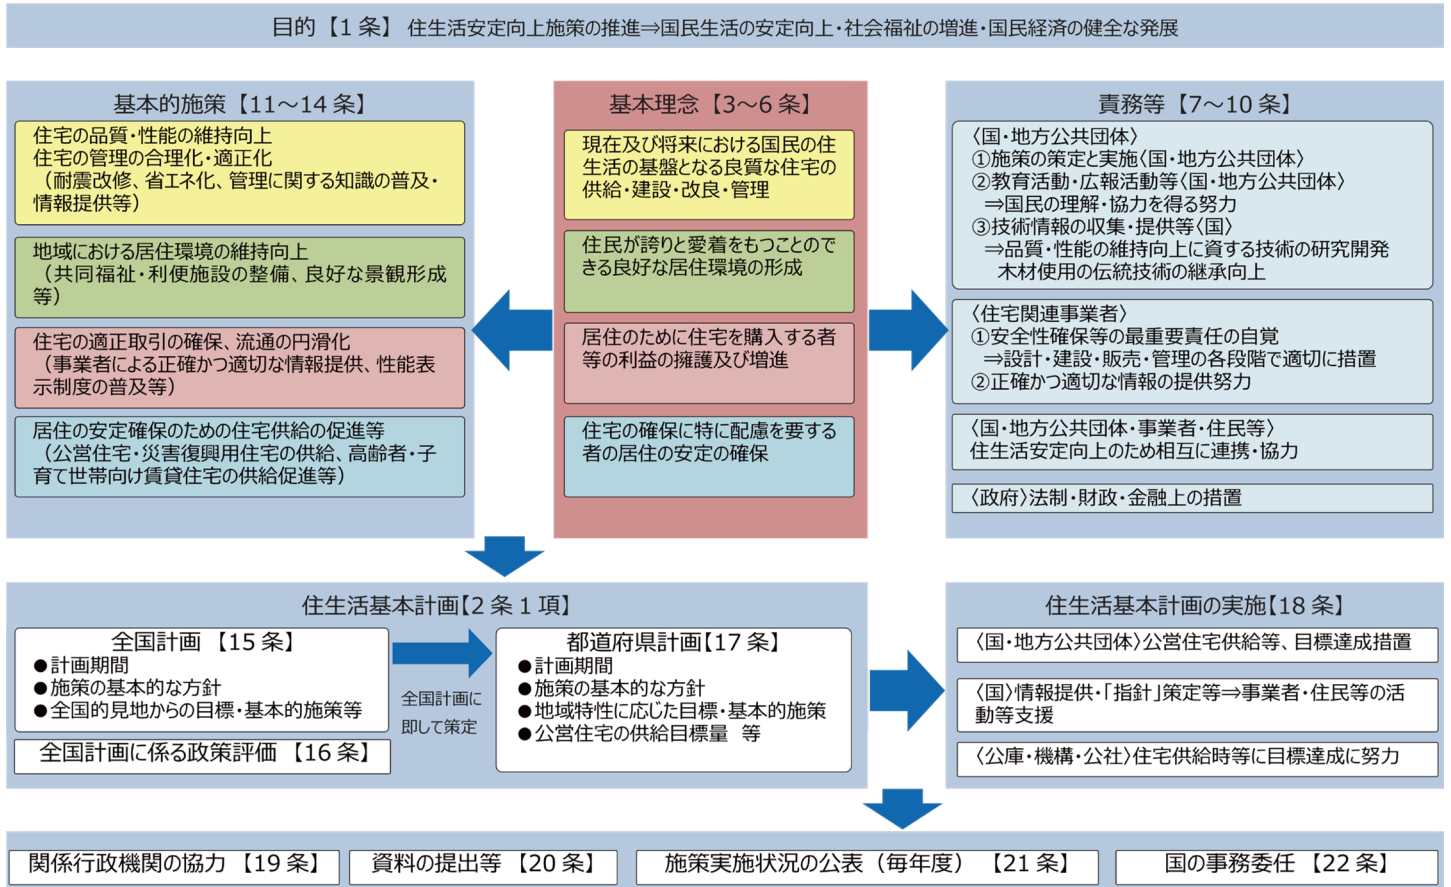 目的【1 条】 住生活安定向上施策の推進⇒国民生活の安定向上・社会福祉の増進・国民経済の健全な発展
基本的施策【11～14 条】
住宅の品質・性能の維持向上
住宅の管理の合理化・適正化
（耐震改修、省エネ化、管理に関する知識の普及・
情報提供等）
地域における居住環境の維持向上
（共同福祉・利便施設の整備、良好な景観形成
等）
住宅の適正取引の確保、流通の円滑化
（事業者による正確かつ適切な情報提供、性能表
示制度の普及等）
居住の安定確保のための住宅供給の促進等
（公営住宅・災害復興用住宅の供給、高齢者・子
育て世帯向け賃貸住宅の供給促進等）
基本理念【3～6 条】
現在及び将来における国民の住
生活の基盤となる良質な住宅の
供給・建設・改良・管理
住民が誇りと愛着をもつことので
きる良好な居住環境の形成
居住のために住宅を購入する者
等の利益の擁護及び増進
住宅の確保に特に配慮を要する
者の居住の安定の確保
責務等【7～10 条】
〈国・地方公共団体〉
①施策の策定と実施〈国・地方公共団体〉
②教育活動・広報活動等〈国・地方公共団体〉
⇒国民の理解・協力を得る努力
③技術情報の収集・提供等〈国〉
⇒品質・性能の維持向上に資する技術の研究開発
木材使用の伝統技術の継承向上
〈住宅関連事業者〉
①安全性確保等の最重要責任の自覚
⇒設計・建設・販売・管理の各段階で適切に措置
②正確かつ適切な情報の提供努力
〈国・地方公共団体・事業者・住民等〉
住生活安定向上のため相互に連携・協力
〈政府〉法制・財政・金融上の措置
住生活基本計画【2 条 1 項】
全国計画【15 条】
●計画期間
●施策の基本的な方針
●全国的見地からの目標・基本的施策等
全国計画に係る政策評価【16 条】
全国計画に
即して策定
都道府県計画【17 条】
●計画期間
●施策の基本的な方針
●地域特性に応じた目標・基本的施策
●公営住宅の供給目標量 等
住生活基本計画の実施【18 条】
〈国・地方公共団体〉公営住宅供給等、目標達成措置
〈国〉情報提供・「指針」策定等⇒事業者・住民等の活
動等支援
〈公庫・機構・公社〉住宅供給時等に目標達成に努力
関係行政機関の協力【19 条】
資料の提出等【20 条】
施策実施状況の公表（毎年度）【21 条】
国の事務委任【22 条】